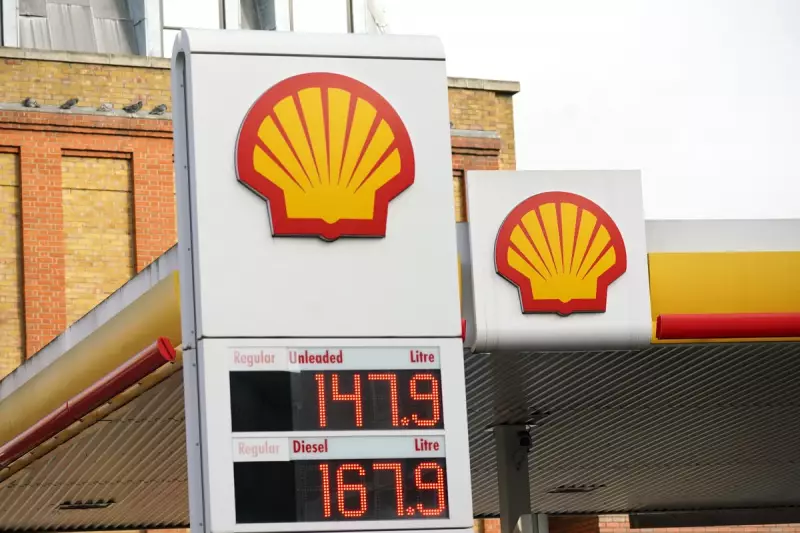 Regular Unleaded Litre
147.9
Regular Diesel Litre
167.9